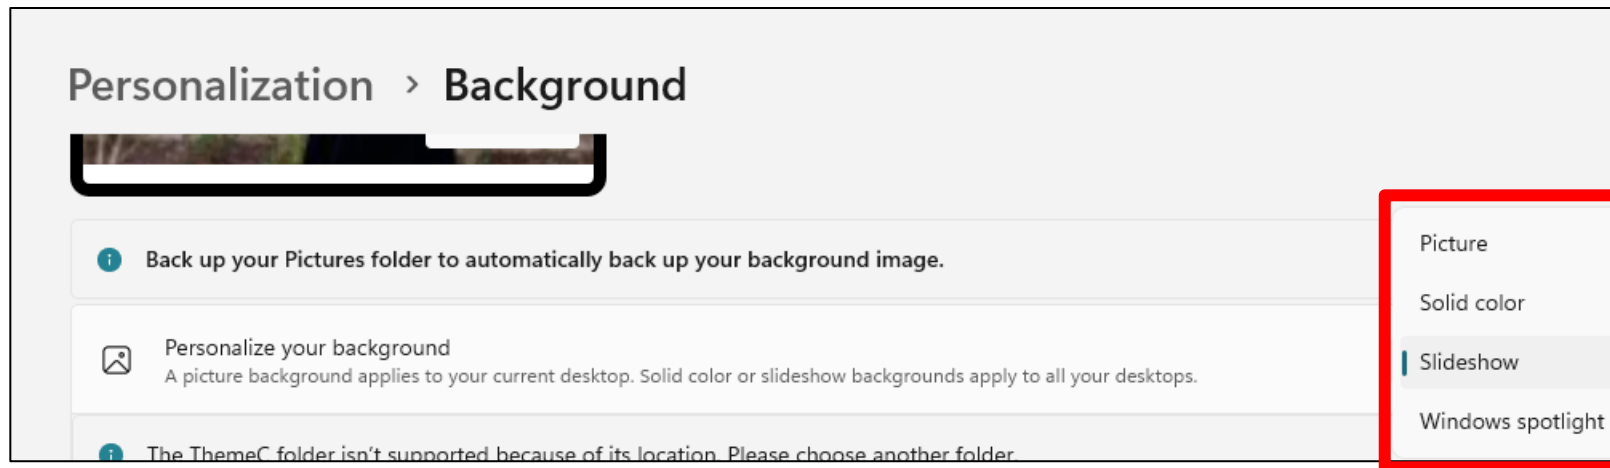 Personalization > Background
Back up your Pictures folder to automatically back up your background image.
Personalize your background
A picture background applies to your current desktop. Solid color or slideshow backgrounds apply to all your desktops.
The ThemeC folder isn't supported because of its location. Please choose another folder.
Picture
Solid color
Slideshow
Windows spotlight